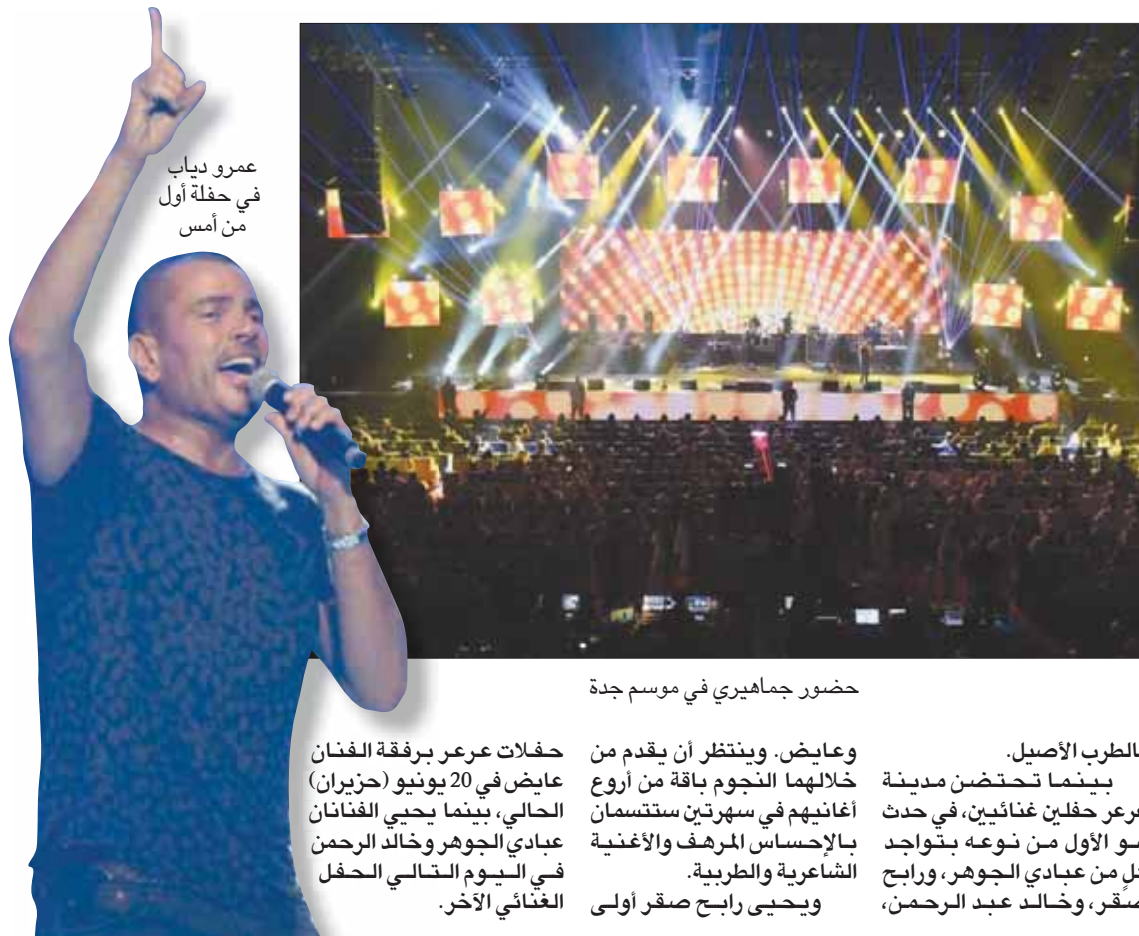 عمرو دياب
في حفلة أول
من أمس
حضور جماهيري في موسم جدة
بالطرب الأصيل.
بينما تحتضن مدينة
عرعر حفلين غنائيين، في حدث
هو الأول من نوعه بتواجد
كلٍ من عبادي الجوهر، ورابح
صقر، وخالد عبد الرحمن،
وعايض. وينتظر أن يقدم من
خلالهما النجوم باقة من أروع
أغانيهم في سهرتين ستتسمان
بالإحساس المرهف والأغنية
الشاعرية والطربية.
ويحيى رابح صقر أولى
حفلات عرعر برفقة الفنان
عايض في 20 يونيو (حزيران)
الحالي، بينما يحيي الفنانان
عبادي الجوهر وخالد الرحمن
في اليوم التالي الحفل
الغنائي الآخر.